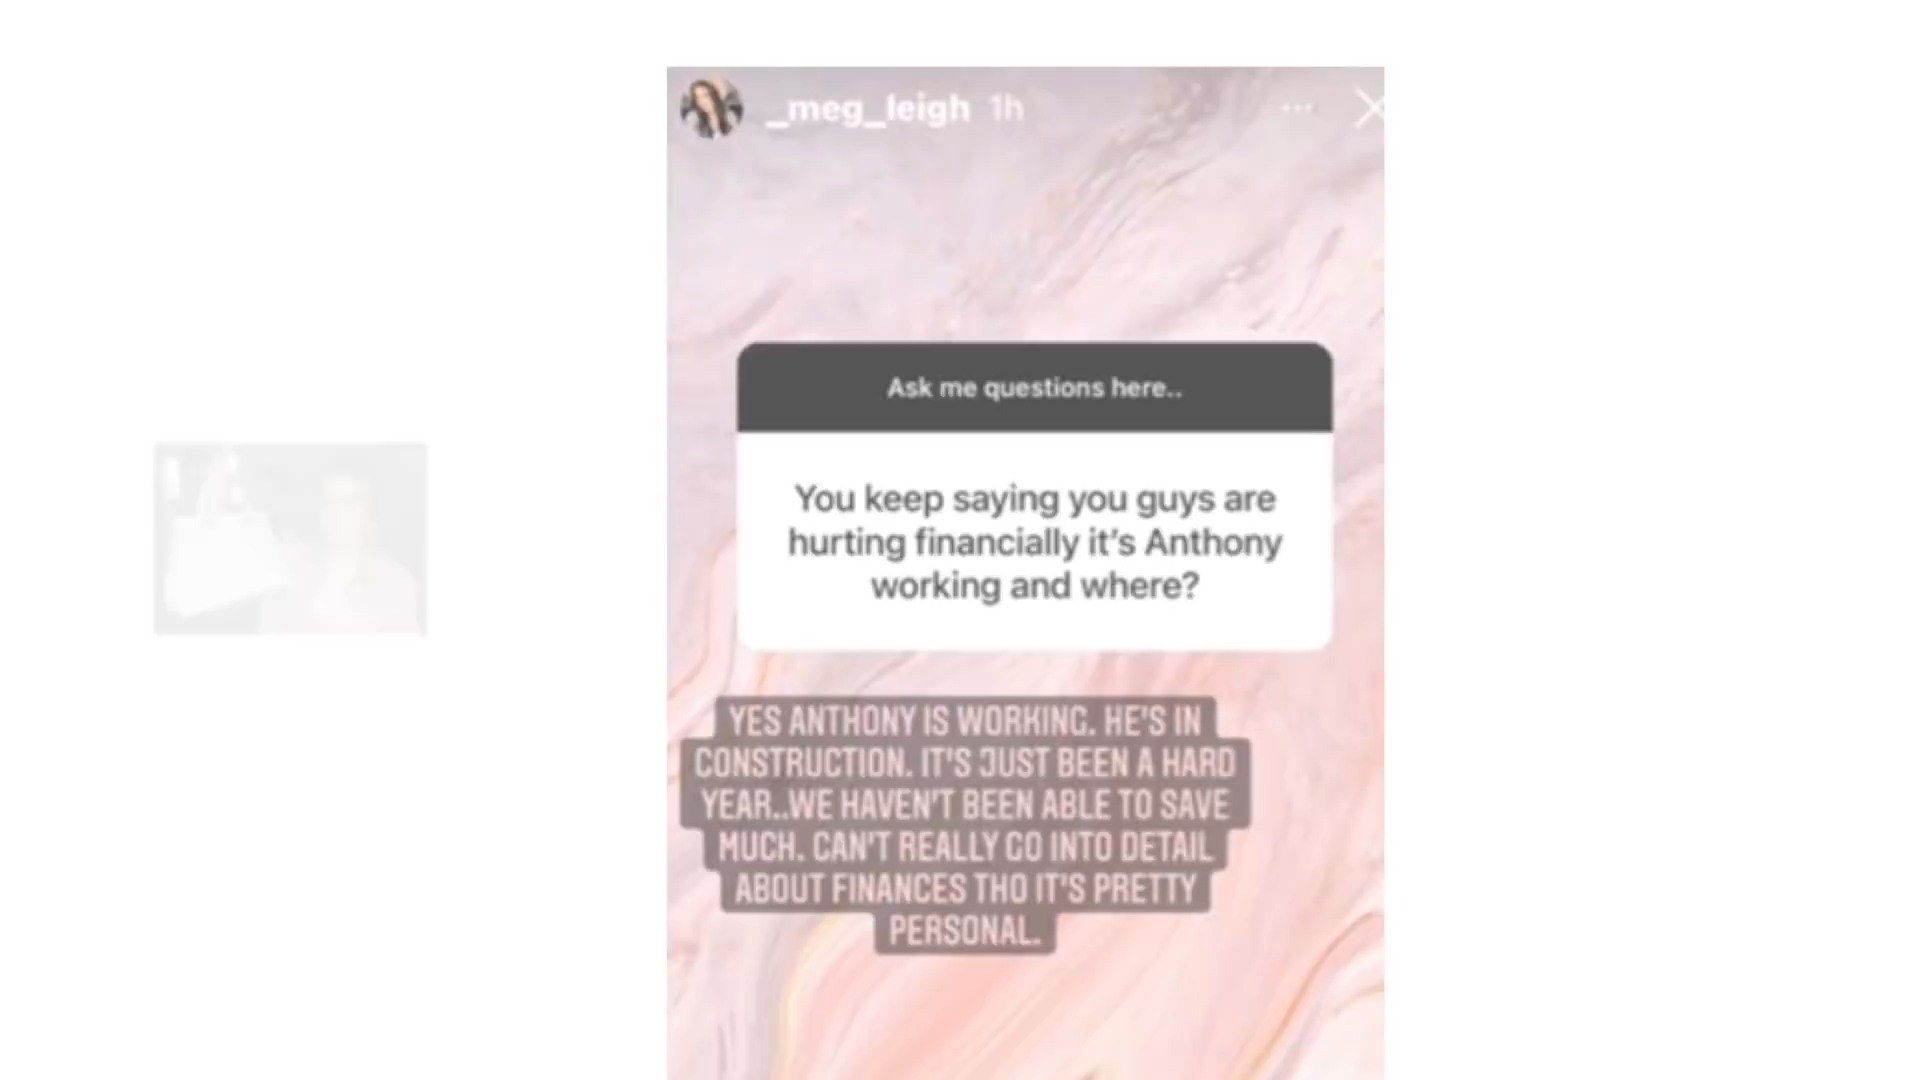 _meg_leigh 1h
Ask me questions here..
You keep saying you guys are
hurting financially it's Anthony
working and where?
YES ANTHONY IS WORKING. HE'S IN
CONSTRUCTION. IT'S JUST BEEN A HARD
YEAR..WE HAVEN'T BEEN ABLE TO SAVE
MUCH. CAN'T REALLY GO INTO DETAIL
ABOUT FINANCES THO IT'S PRETTY
PERSONAL.